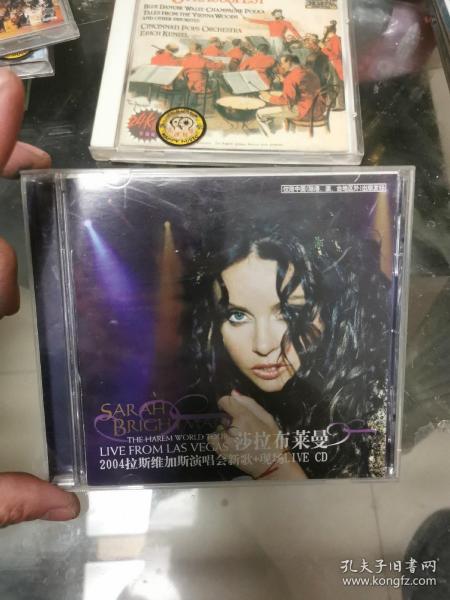 BLUE DANUBE WALTZ·CHAMPAGNE POLKA
TALES FROM THE VIENNA WOODS
AND OTHER FAVORITES
CINCINNATI POPS ORCHESTRA
ERICH KUNZEL
SARAH
BRIGH
THE HAREM WORLD TOUR
LIVE FROM LAS VEGAS 莎拉布莱曼
2004拉斯维加斯演唱会新歌+现场LIVE CD
孔夫子旧书网
www.kongfz.com